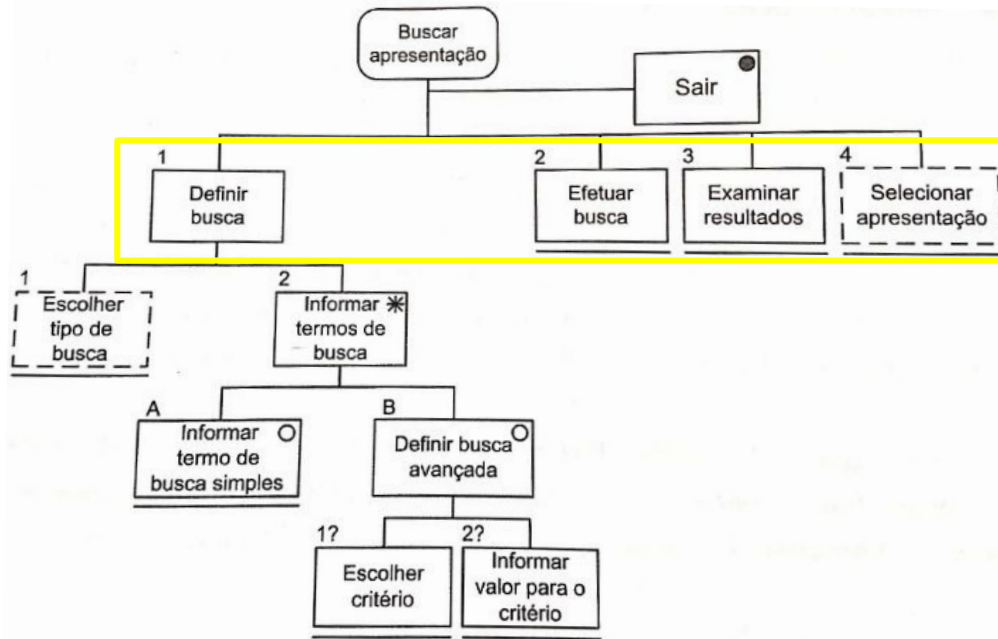 Buscar
apresentação
Sair
1
Definir
busca
2
Efetuar
busca
3
Examinar
resultados
4
Selecionar
apresentação
1
Escolher
tipo de
busca
2
Informar
termos de
busca
A
Informar
termo de
busca simples
B
Definir busca
avançada
1?
Escolher
critério
2?
Informar
valor para o
critério